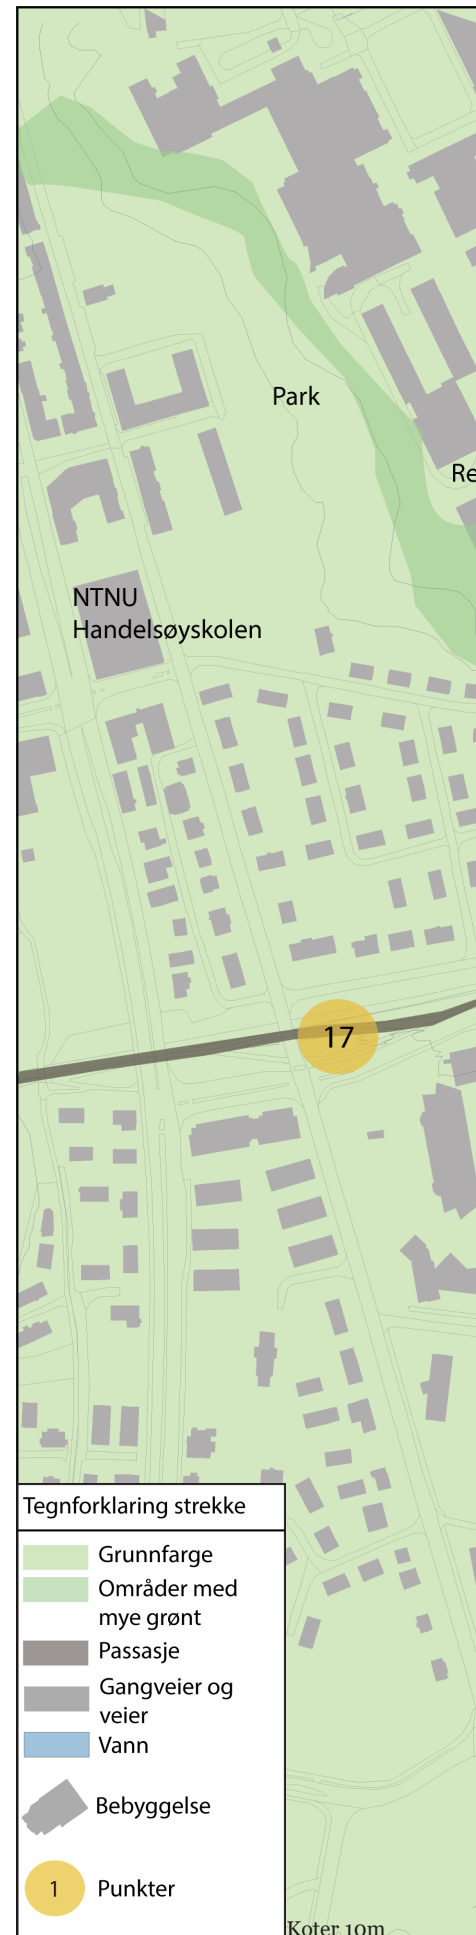 Park
Re
NTNU
Handelsøyskolen
17
Tegnforklaring strekke
Grunnfarge
Områder med
mye grønt
Passasje
Gangveier og
veier
Vann
Bebyggelse
1
Punkter
Koter 10m